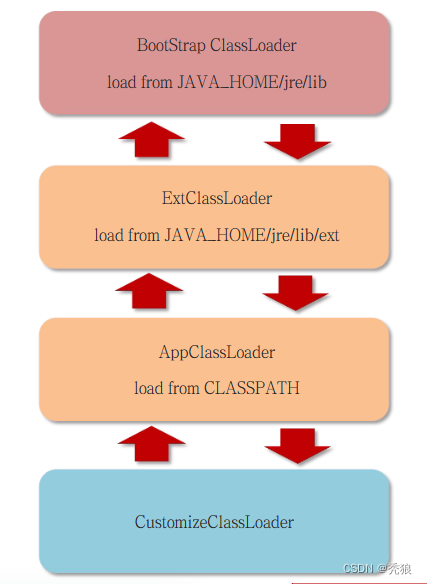 BootStrap ClassLoader
load from JAVA_HOME/jre/lib
ExtClassLoader
load from JAVA_HOME/jre/lib/ext
AppClassLoader
load from CLASSPATH
CustomizeClassLoader
CSDN @秃狼